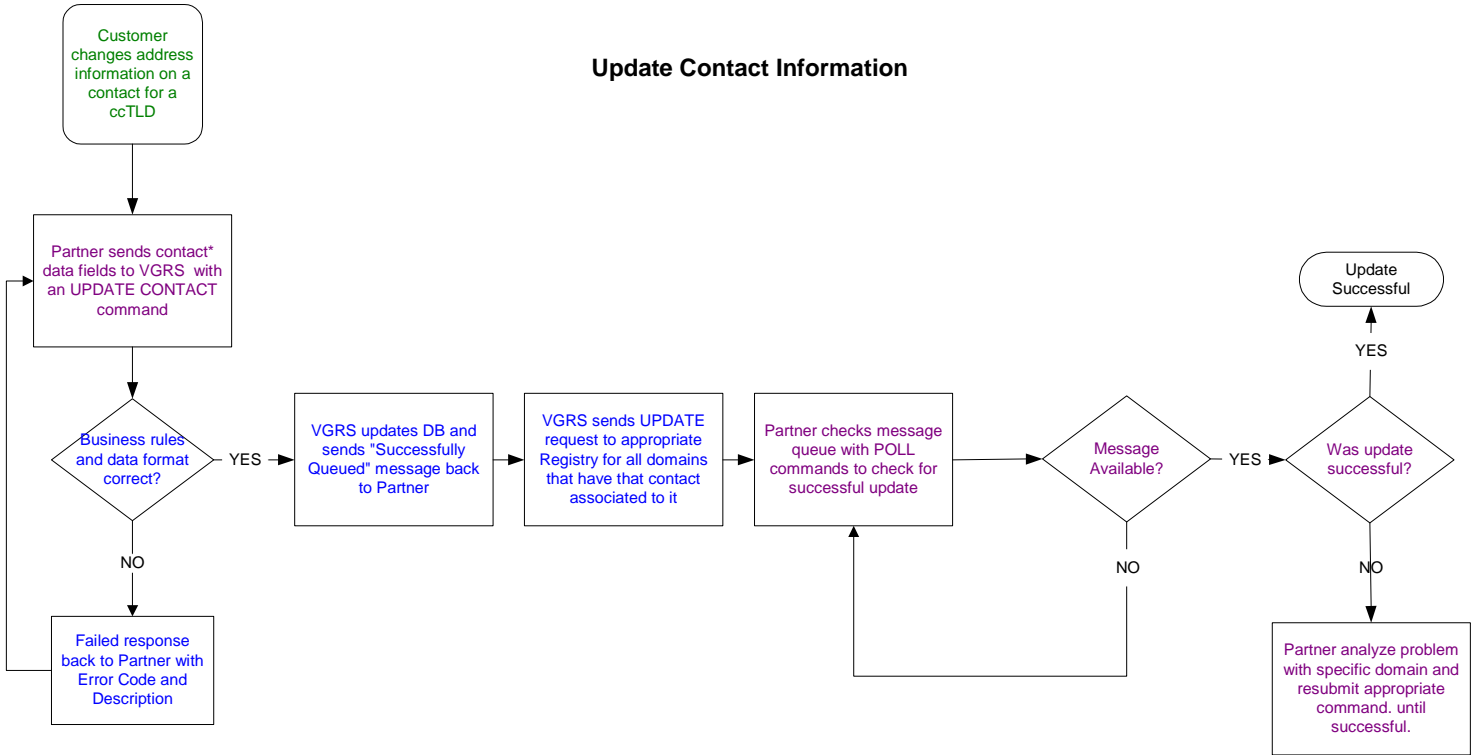 Customer
changes address
information on a
contact for a
ccTLD
Update Contact Information
Partner sends contact*
data fields to VGRS with
an UPDATE CONTACT
command
Update
Successful
YES
Business rules
and data format
correct?
YES
VGRS updates DB and
sends "Successfully
Queued" message back
to Partner
VGRS sends UPDATE
request to appropriate
Registry for all domains
that have that contact
associated to it
Partner checks message
queue with POLL
commands to check for
successful update
Message
Available?
YES
Was update
successful?
NO
NO
NO
Failed response
back to Partner with
Error Code and
Description
Partner analyze problem
with specific domain and
resubmit appropriate
command. until
successful.